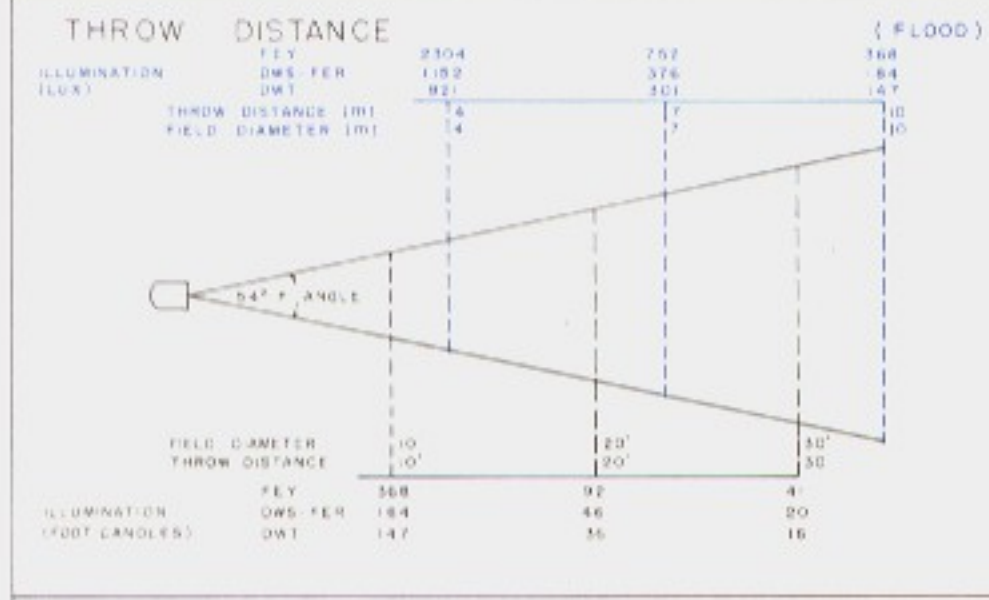 THROW DISTANCE (FLOOD)
FEY 2304 752 368
ILLUMINATION DWS-FER 1152 376 184
(LUX) DWT 921 301 147
THROW DISTANCE (m) 4 7 10
FIELD DIAMETER (m) 4 7 10
54° F. ANGLE
FIELD DIAMETER 10 20' 30'
THROW DISTANCE 10' 20' 30
FEY 368 92 41
ILLUMINATION DWS-FER 184 46 20
(FOOT CANDLES) DWT 147 36 16